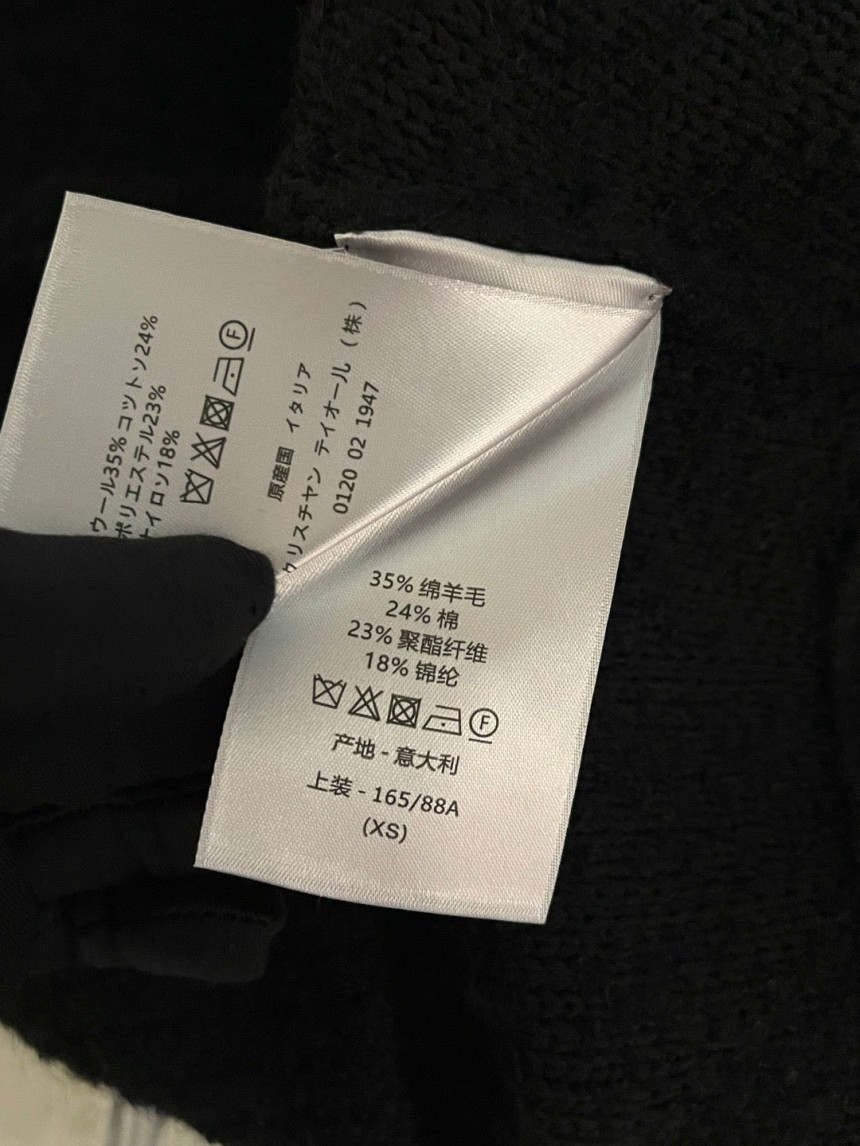 ウール35%コットン24%
ポリエステル23%
ナイロン18%
原産国 イタリア
クリスチャン ディオール (株)
0120 02 1947
35% 绵羊毛
24% 棉
23% 聚酯纤维
18% 锦纶
F
F
产地 - 意大利
上装 - 165/88A
(XS)